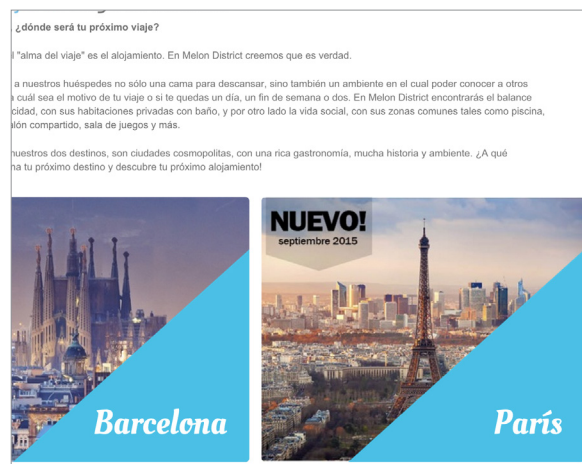 ¿dónde será tu próximo viaje?
"alma del viaje" es el alojamiento. En Melon District creemos que es verdad.
a nuestros huéspedes no sólo una cama para descansar, sino también un ambiente en el cual poder conocer a otros
cuál sea el motivo de tu viaje o si te quedas un día, un fin de semana o dos. En Melon District encontrarás el balance
con sus habitaciones privadas con baño, y por otro lado la vida social, con sus zonas comunes tales como piscina,
compartido, sala de juegos y más.
nuestros dos destinos, son ciudades cosmopolitas, con una rica gastronomía, mucha historia y ambiente. ¿A qué
tu próximo destino y descubre tu próximo alojamiento!
NUEVO!
septiembre 2015
Barcelona
París